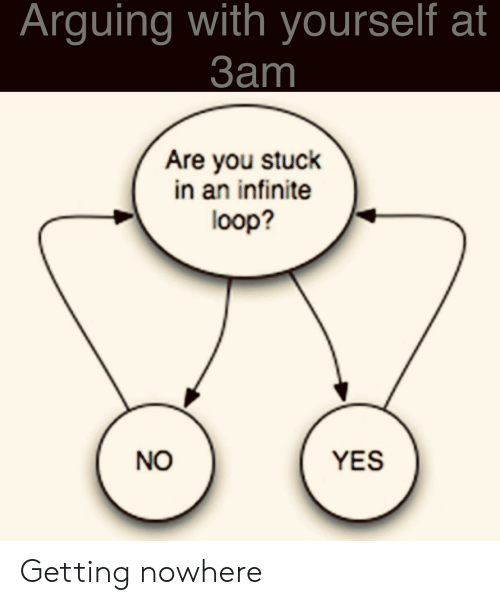 Arguing with yourself at
3am
Are you stuck
in an infinite
loop?
NO
YES
Getting nowhere